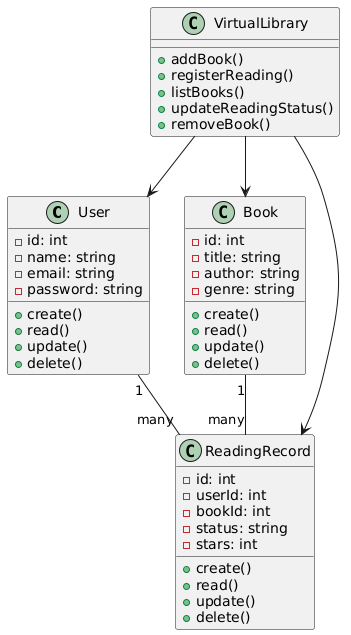 C VirtualLibrary
addBook()
registerReading()
listBooks()
updateReadingStatus()
removeBook()
C User
id: int
name: string
email: string
password: string
create()
read()
update()
delete()
C Book
id: int
title: string
author: string
genre: string
create()
read()
update()
delete()
1
many
1
many
C ReadingRecord
id: int
userId: int
bookId: int
status: string
stars: int
create()
read()
update()
delete()